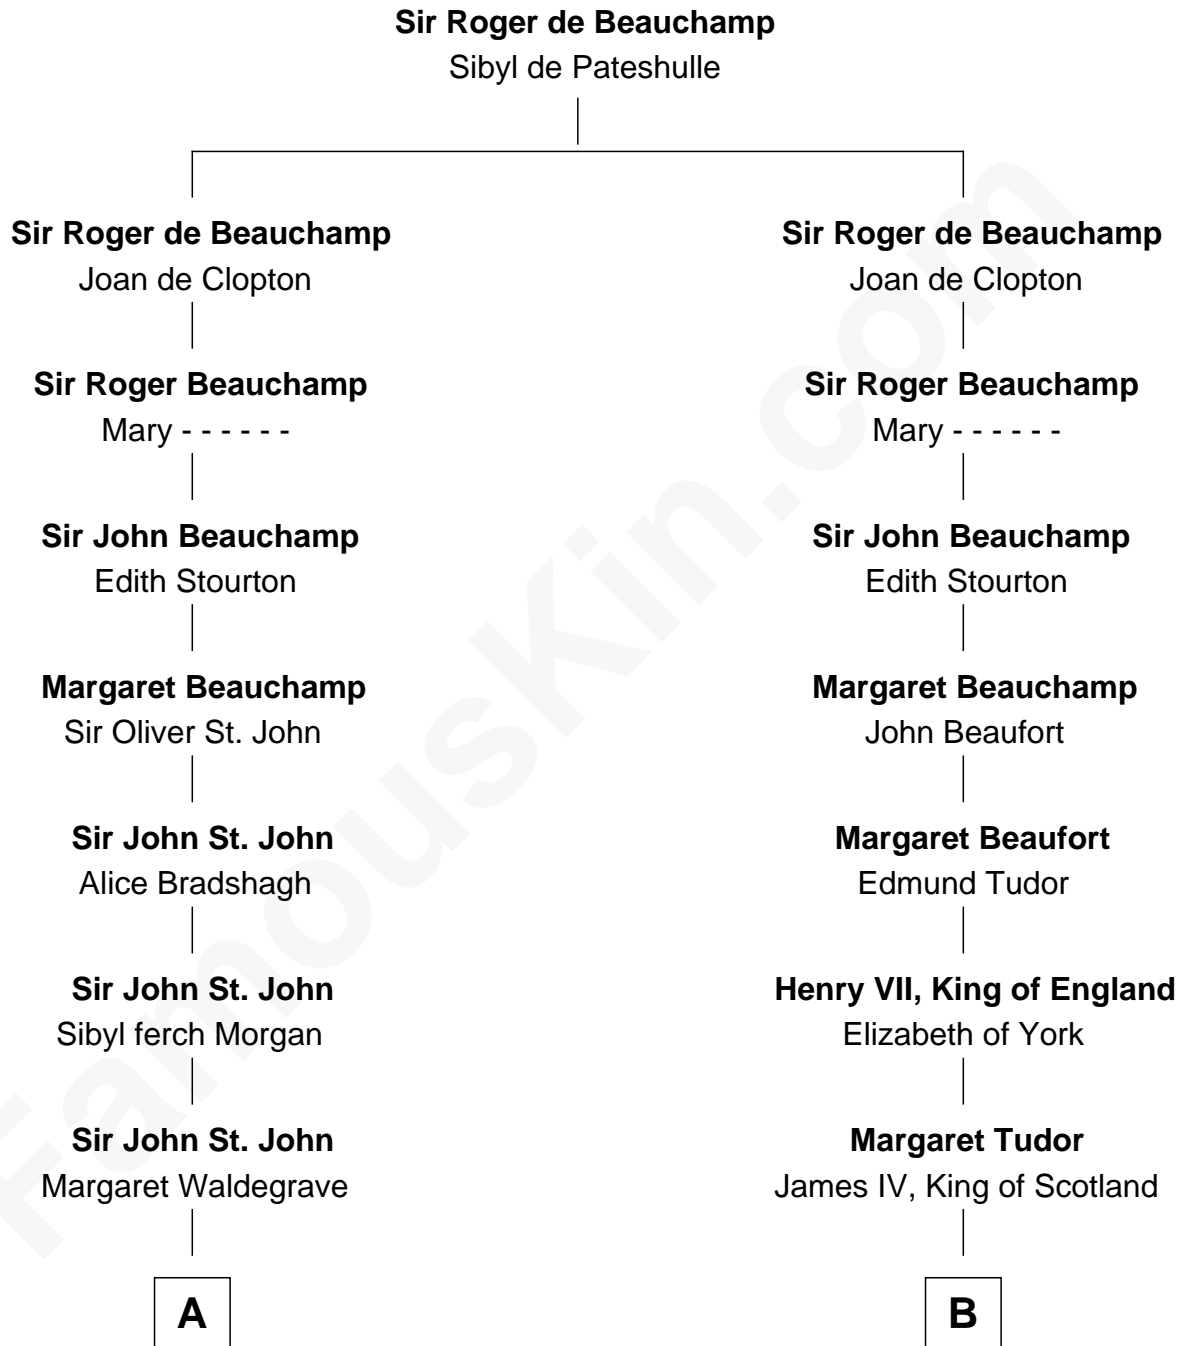 Sir Roger de Beauchamp
Sibyl de Pateshulle
Sir Roger de Beauchamp
Joan de Clopton
Sir Roger Beauchamp
Mary - - - - - -
Sir John Beauchamp
Edith Stourton
Margaret Beauchamp
Sir Oliver St. John
Sir John St. John
Alice Bradshagh
Sir John St. John
Sibyl ferch Morgan
Sir John St. John
Margaret Waldegrave
A
Sir Roger de Beauchamp
Joan de Clopton
Sir Roger Beauchamp
Mary - - - - - -
Sir John Beauchamp
Edith Stourton
Margaret Beauchamp
John Beaufort
Margaret Beaufort
Edmund Tudor
Henry VII, King of England
Elizabeth of York
Margaret Tudor
James IV, King of Scotland
B
FamousKin.com